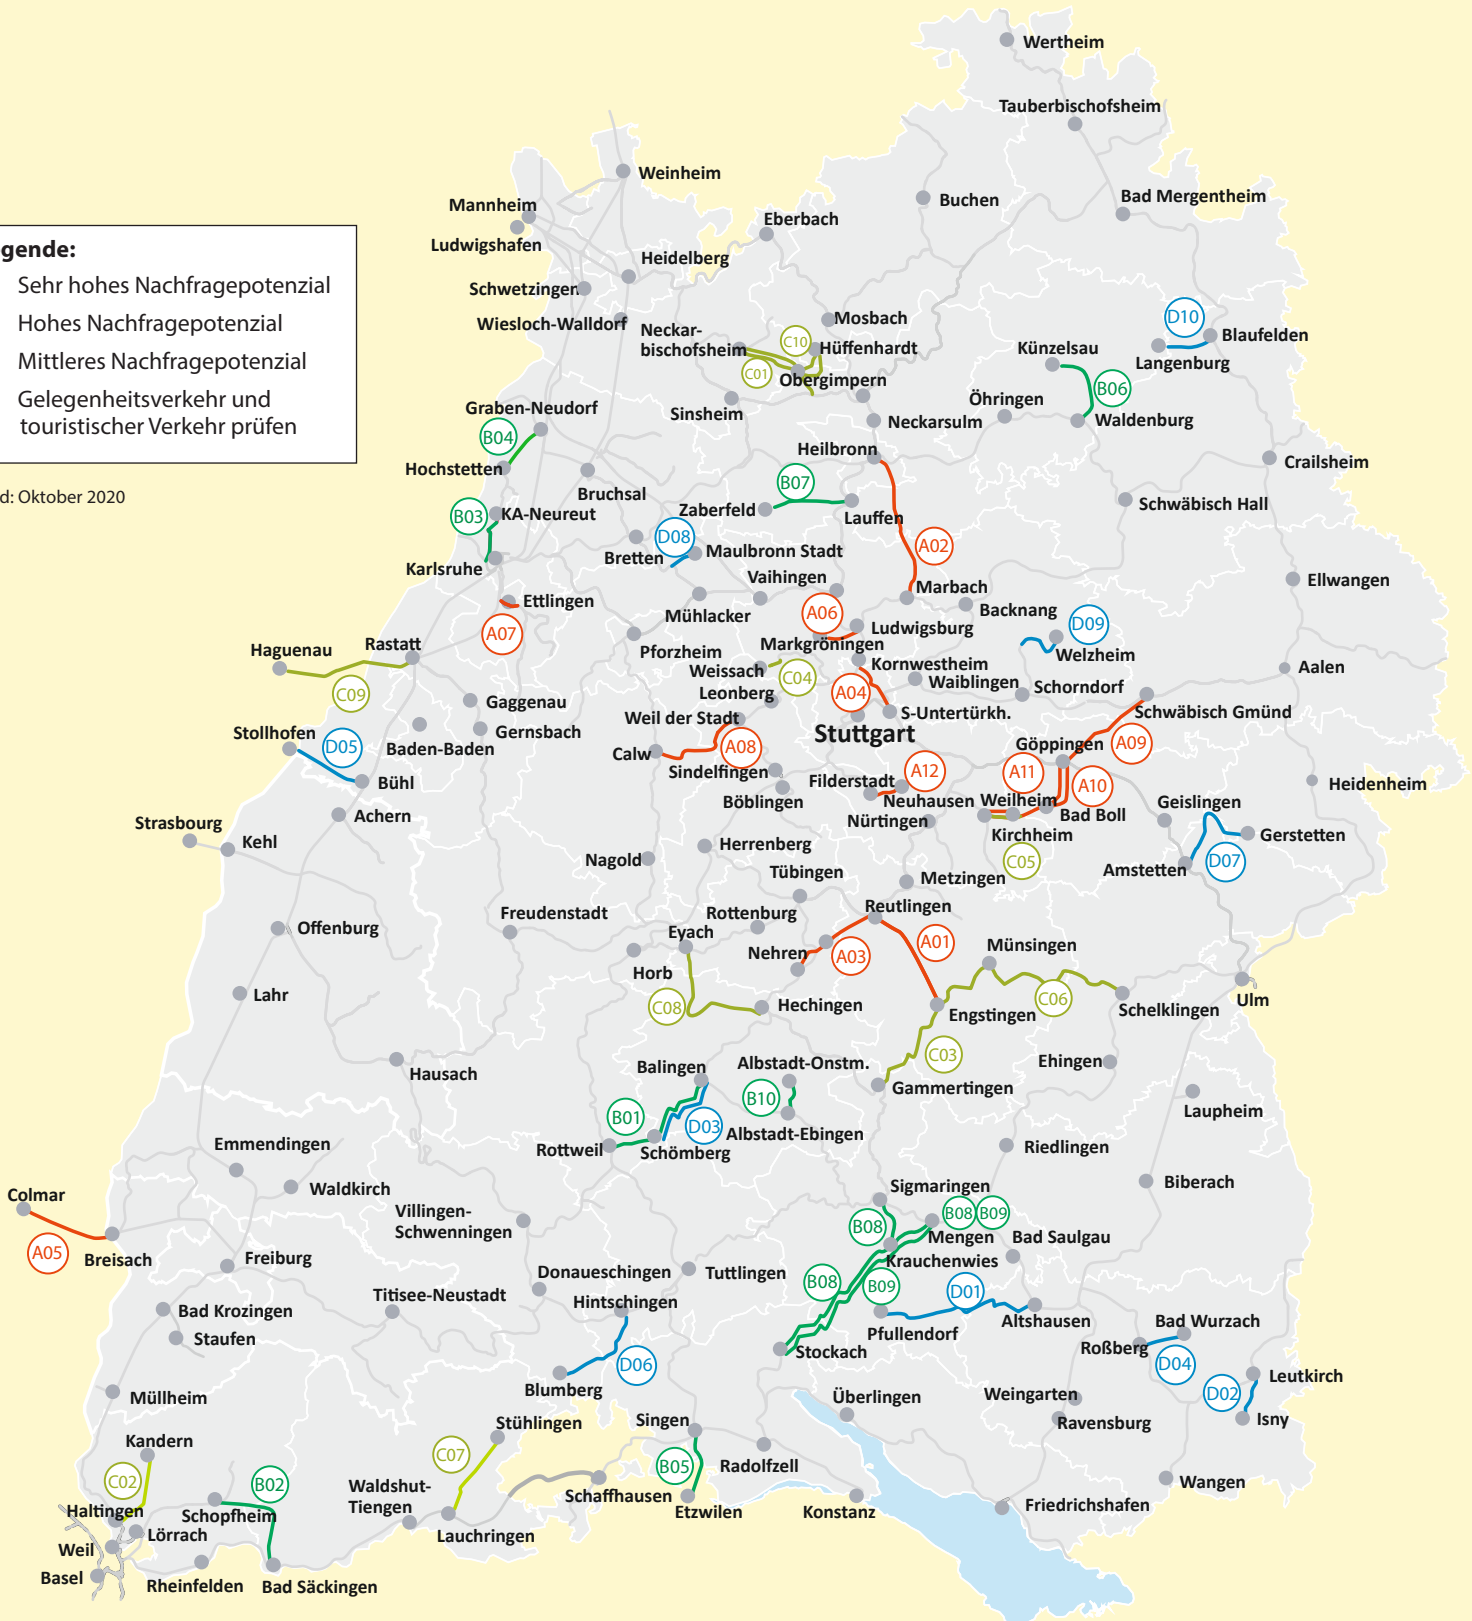 Wertheim
Tauberbischofsheim
Weinheim
Buchen
Bad Mergentheim
Mannheim
Eberbach
Ludwigshafen
gende:
Heidelberg
Sehr hohes Nachfragepotenzial
Schwetzingen
Hohes Nachfragepotenzial
Wiesloch-Walldorf
Neckar-
bischofsheim
Mosbach
C10
Hüffenhardt
D10
Blaufelden
Künzelsau
Langenburg
Mittleres Nachfragepotenzial
C01
Obergimpern
B06
Gelegenheitsverkehr und
touristischer Verkehr prüfen
Graben-Neudorf
Sinsheim
Öhringen
Neckarsulm
Waldenburg
B04
Heilbronn
Hochstetten
Crailsheim
d: Oktober 2020
Bruchsal
B07
Zaberfeld
Lauffen
Schwäbisch Hall
B03
KA-Neureut
D08
Bretten
Maulbronn Stadt
A02
Karlsruhe
Vaihingen
Marbach
Ellwangen
Ettlingen
Mühlacker
A06
Backnang
A07
Ludwigsburg
D09
Rastatt
Haguenau
Pforzheim
Markgröningen
Welzheim
Weissach
C04
Kornwestheim
Aalen
C09
Leonberg
A04
Waiblingen
Schorndorf
Gaggenau
Weil der Stadt
S-Untertürkh.
Schwäbisch Gmünd
Stollhofen
D05
Gernsbach
Stuttgart
Baden-Baden
Calw
A08
Göppingen
A09
Sindelfingen
Filderstadt
A12
A11
A10
Heidenheim
Bühl
Böblingen
Neuhausen
Weilheim
Bad Boll
Geislingen
Achern
Nürtingen
Kirchheim
Strasbourg
Kehl
Gerstetten
Herrenberg
C05
Nagold
Tübingen
Metzingen
Amstetten
D07
Freudenstadt
Rottenburg
Reutlingen
Offenburg
Eyach
Nehren
A03
A01
Münsingen
Horb
Lahr
C08
Hechingen
C06
Ulm
Engstingen
Schelklingen
C03
Balingen
Albstadt-Onstm.
Ehingen
Hausach
Gammertingen
B10
B01
D03
Albstadt-Ebingen
Laupheim
Emmendingen
Rottweil
Schömberg
Riedlingen
Waldkirch
Sigmaringen
Biberach
Colmar
Villingen-
Schwenningen
B08
B08
B09
Mengen
Bad Saulgau
A05
Breisach
Freiburg
Krauchenwies
Donaueschingen
Tuttlingen
B08
B09
D01
Titisee-Neustadt
Hintschingen
Bad Krozingen
Altshausen
Bad Wurzach
Staufen
Pfullendorf
Roßberg
Stockach
D06
D04
Blumberg
Leutkirch
Müllheim
Überlingen
Weingarten
D02
Ravensburg
Isny
Stühlingen
Singen
Kandern
C07
B05
Radolfzell
C02
B02
Waldshut-
Tiengen
Schaffhausen
Wangen
Haltingen
Schopfheim
Etzwilen
Konstanz
Friedrichshafen
Lörrach
Lauchringen
Weil
Basel
Rheinfelden
Bad Säckingen